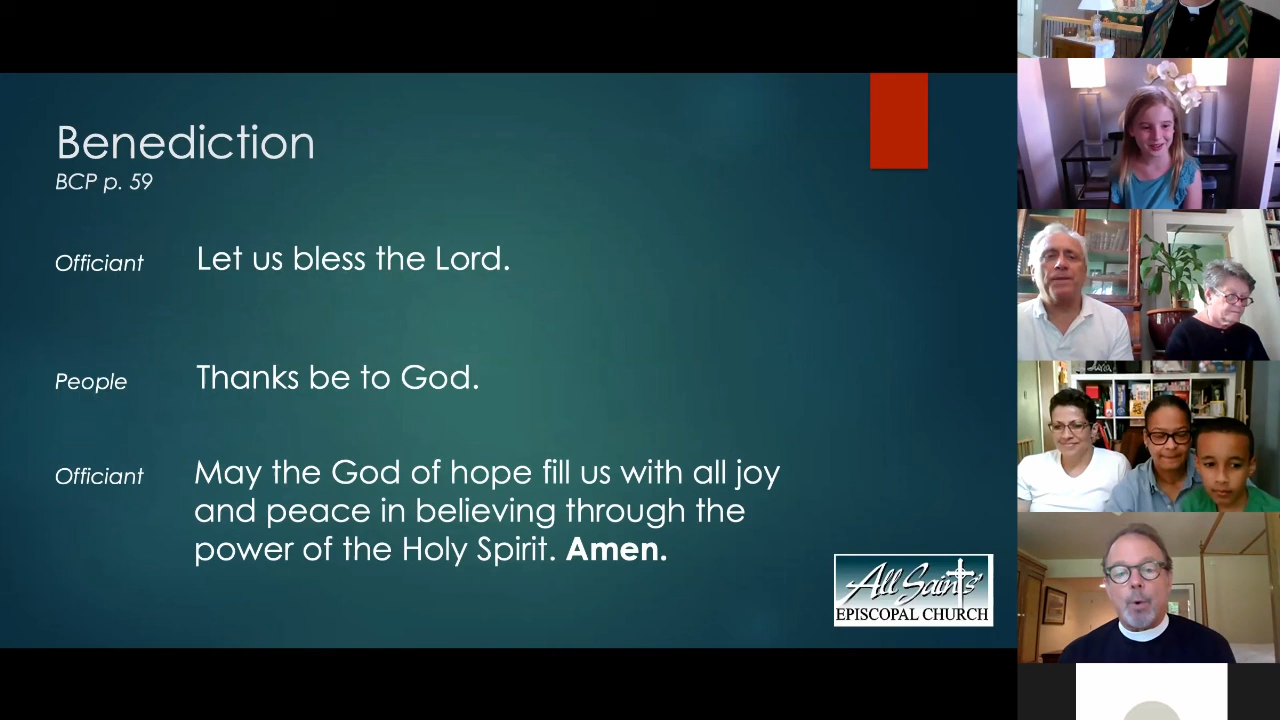 Benediction
BCP p. 59
Officiant Let us bless the Lord.
People Thanks be to God.
Officiant May the God of hope fill us with all joy
and peace in believing through the
power of the Holy Spirit. Amen.
All Saints'
EPISCOPAL CHURCH